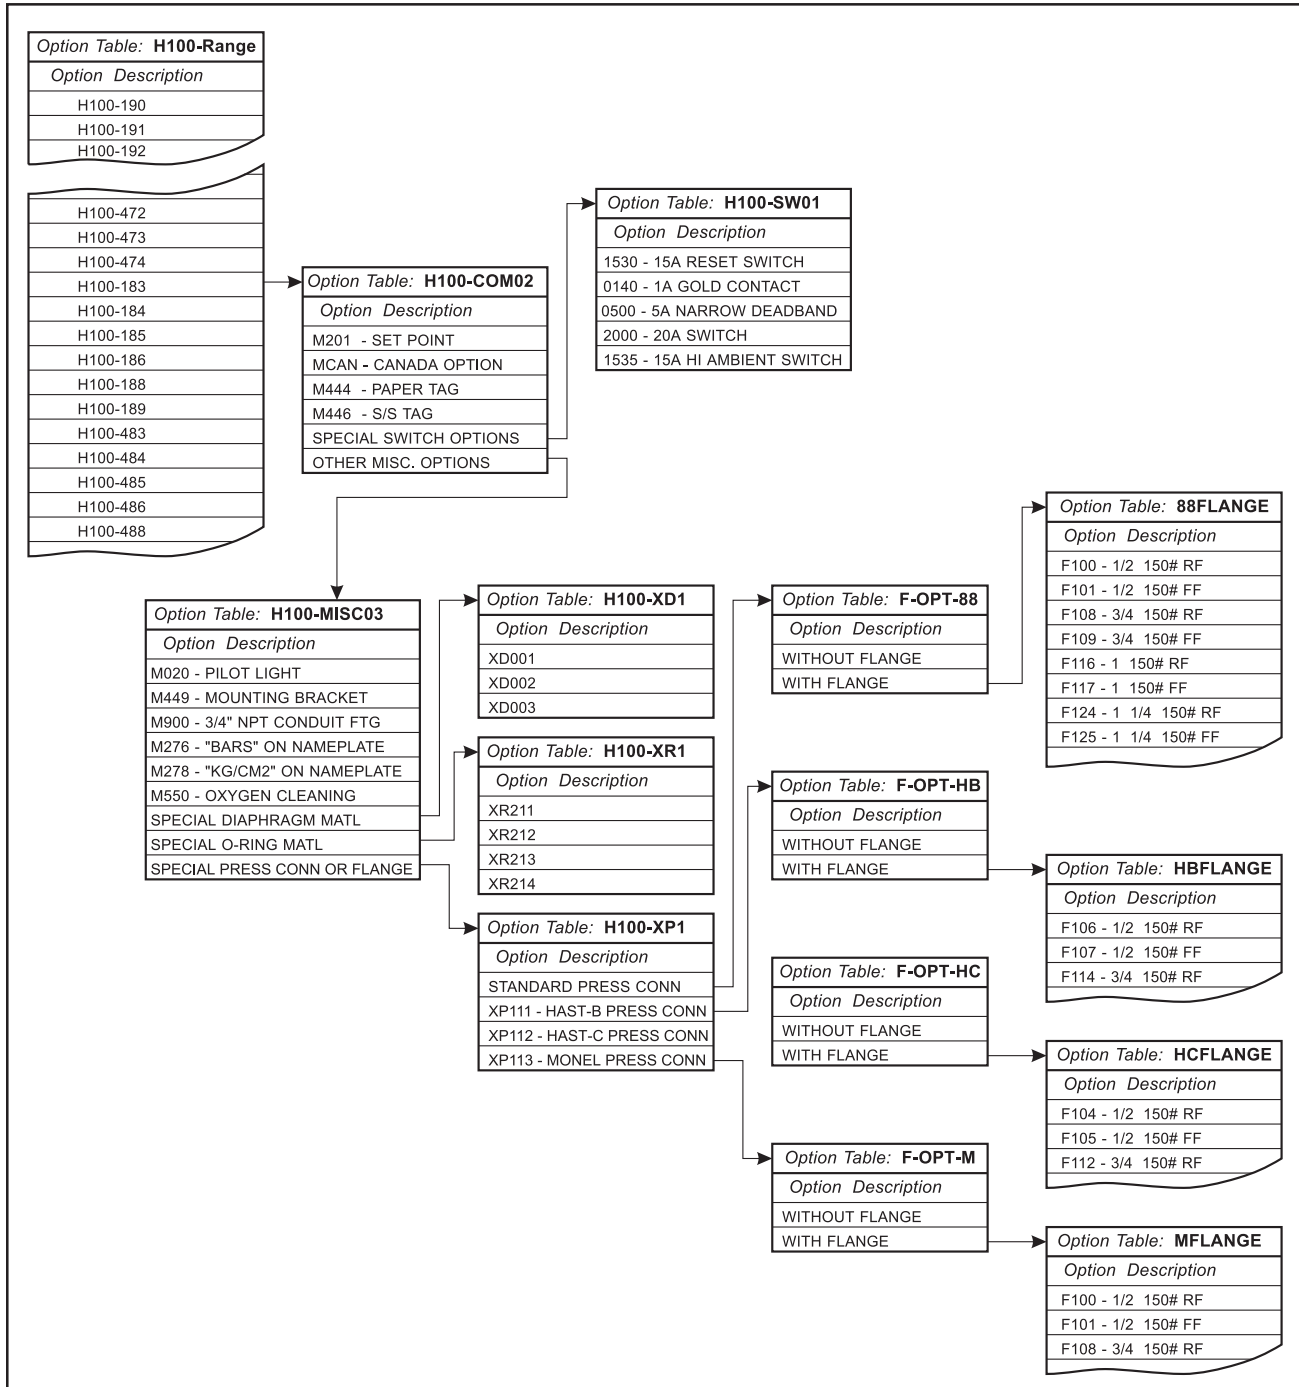 Option Table: H100-Range
Option Description
H100-190
H100-191
H100-192
H100-472
H100-473
H100-474
H100-183
H100-184
H100-185
H100-186
H100-188
H100-189
H100-483
H100-484
H100-485
H100-486
H100-488
Option Table: H100-COM02
Option Description
M201 - SET POINT
MCAN - CANADA OPTION
M444 - PAPER TAG
M446 - S/S TAG
SPECIAL SWITCH OPTIONS
OTHER MISC. OPTIONS
Option Table: H100-SW01
Option Description
1530 - 15A RESET SWITCH
0140 - 1A GOLD CONTACT
0500 - 5A NARROW DEADBAND
2000 - 20A SWITCH
1535 - 15A HI AMBIENT SWITCH
Option Table: H100-MISC03
Option Description
M020 - PILOT LIGHT
M449 - MOUNTING BRACKET
M900 - 3/4" NPT CONDUIT FTG
M276 - "BARS" ON NAMEPLATE
M278 - "KG/CM2" ON NAMEPLATE
M550 - OXYGEN CLEANING
SPECIAL DIAPHRAGM MATL
SPECIAL O-RING MATL
SPECIAL PRESS CONN OR FLANGE
Option Table: H100-XD1
Option Description
XD001
XD002
XD003
Option Table: H100-XR1
Option Description
XR211
XR212
XR213
XR214
Option Table: H100-XP1
Option Description
STANDARD PRESS CONN
XP111 - HAST-B PRESS CONN
XP112 - HAST-C PRESS CONN
XP113 - MONEL PRESS CONN
Option Table: F-OPT-88
Option Description
WITHOUT FLANGE
WITH FLANGE
Option Table: F-OPT-HB
Option Description
WITHOUT FLANGE
WITH FLANGE
Option Table: F-OPT-HC
Option Description
WITHOUT FLANGE
WITH FLANGE
Option Table: F-OPT-M
Option Description
WITHOUT FLANGE
WITH FLANGE
Option Table: 88FLANGE
Option Description
F100 - 1/2 150# RF
F101 - 1/2 150# FF
F108 - 3/4 150# RF
F109 - 3/4 150# FF
F116 - 1 150# RF
F117 - 1 150# FF
F124 - 1 1/4 150# RF
F125 - 1 1/4 150# FF
Option Table: HBFLANGE
Option Description
F106 - 1/2 150# RF
F107 - 1/2 150# FF
F114 - 3/4 150# RF
Option Table: HCFLANGE
Option Description
F104 - 1/2 150# RF
F105 - 1/2 150# FF
F112 - 3/4 150# RF
Option Table: MFLANGE
Option Description
F100 - 1/2 150# RF
F101 - 1/2 150# FF
F108 - 3/4 150# RF